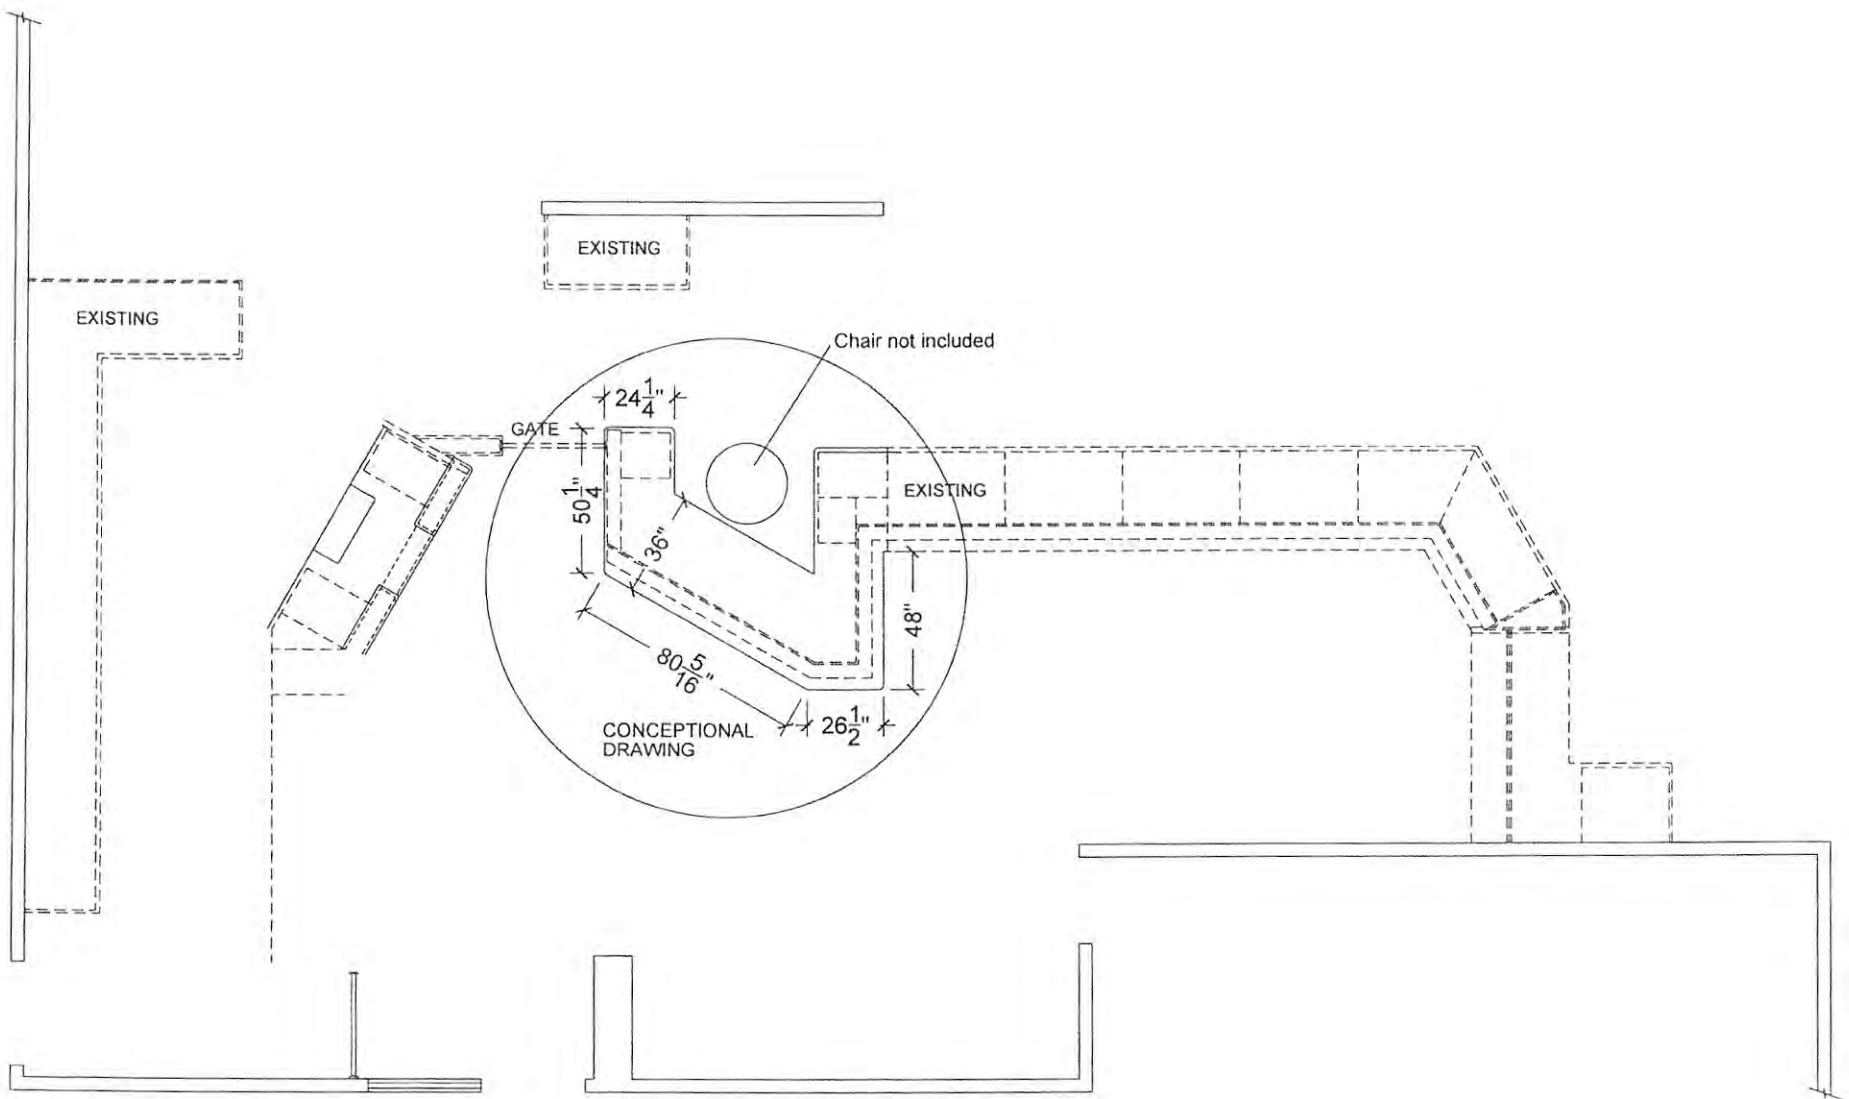 EXISTING
EXISTING
Chair not included
24 1/4"
GATE
50 1/4"
36"
EXISTING
48"
80 5/16"
26 1/2"
CONCEPTIONAL
DRAWING